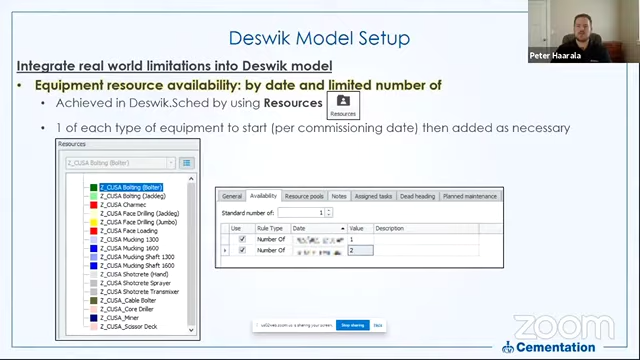 Deswik Model Setup
Peter Haarala
Integrate real world limitations into Deswik model
• Equipment resource availability: by date and limited number of
• Achieved in Deswik.Sched by using Resources
Resources
• 1 of each type of equipment to start (per commissioning date) then added as necessary
Resources
Z_CUSA Bolting (Bolter)
Z_CUSA Bolting (Bolter)
Z_CUSA Bolting (Jackleg)
Z_CUSA Charmec
Z_CUSA Face Drilling (Jackleg)
Z_CUSA Face Drilling (Jumbo)
Z_CUSA Face Loading
Z_CUSA Mucking 1300
Z_CUSA Mucking 1600
Z_CUSA Mucking Shaft 1300
Z_CUSA Mucking Shaft 1600
Z_CUSA Shotcrete (Hand)
Z_CUSA Shotcrete Sprayer
Z_CUSA Shotcrete Transmixer
Z_CUSA_Cable Bolter
Z_CUSA_Core Driller
Z_CUSA_Miner
Z_CUSA_Scissor Deck
General Availability Resource pools Notes Assigned tasks Dead heading Planned maintenance
Standard number of: 1
Use Rule Type Date Value Description
Number Of 1
Number Of 2
is sharing your screen. Stop sharing Hide
zoom
Cementation